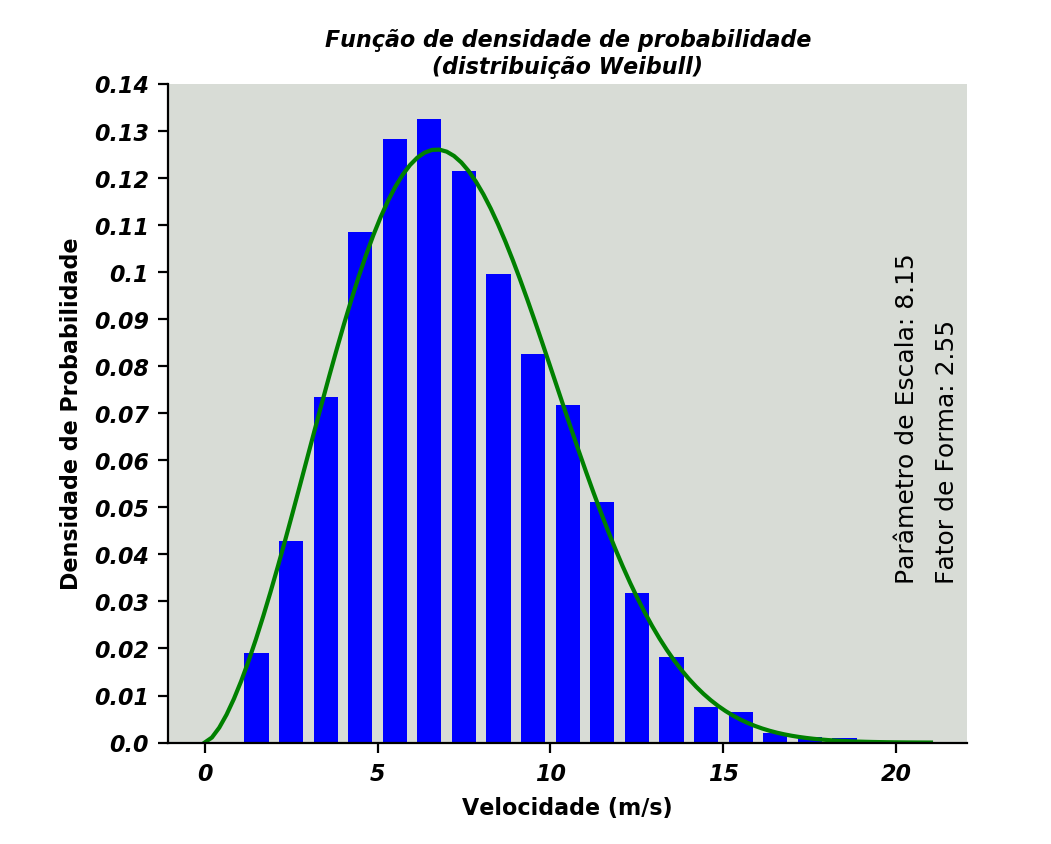 Função de densidade de probabilidade
(distribuição Weibull)
0.14
0.13
0.12
0.11
0.1
0.09
0.08
0.07
0.06
0.05
0.04
0.03
0.02
0.01
0.0
Densidade de Probabilidade
0 5 10 15 20
Velocidade (m/s)
Parâmetro de Escala: 8.15
Fator de Forma: 2.55